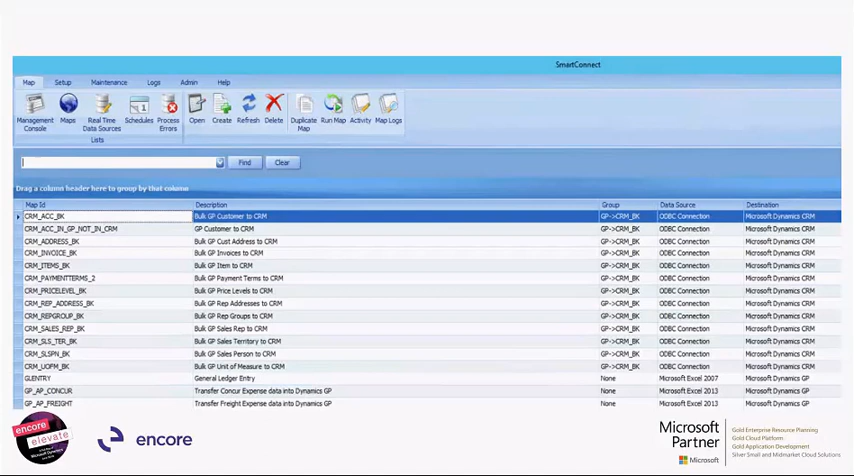 SmartConnect
Map Setup Maintenance Logs Admin Help
Management Console Maps Real Time Data Sources Schedules Process Errors Open Create Refresh Delete Duplicate Map Run Map Activity Map Logs
Lists
Find Clear
Drag a column header here to group by that column
Map Id Description Group Data Source Destination
CRM_ACC_BK Bulk GP Customer to CRM GP->CRM_BK ODBC Connection Microsoft Dynamics CRM
CRM_ACC_IN_GP_NOT_IN_CRM GP Customer to CRM GP->CRM_BK ODBC Connection Microsoft Dynamics CRM
CRM_ADDRESS_BK Bulk GP Cust Address to CRM GP->CRM_BK ODBC Connection Microsoft Dynamics CRM
CRM_INVOICE_BK Bulk GP Invoices to CRM GP->CRM_BK ODBC Connection Microsoft Dynamics CRM
CRM_ITEMS_BK Bulk GP Item to CRM GP->CRM_BK ODBC Connection Microsoft Dynamics CRM
CRM_PAYMENTTERMS_2 Bulk GP Payment Terms to CRM GP->CRM_BK ODBC Connection Microsoft Dynamics CRM
CRM_PRICELEVEL_BK Bulk GP Price Levels to CRM GP->CRM_BK ODBC Connection Microsoft Dynamics CRM
CRM_REP_ADDRESS_BK Bulk GP Rep Addresses to CRM GP->CRM_BK ODBC Connection Microsoft Dynamics CRM
CRM_REPGROUP_BK Bulk GP Rep Groups to CRM GP->CRM_BK ODBC Connection Microsoft Dynamics CRM
CRM_SALES_REP_BK Bulk GP Sales Rep to CRM GP->CRM_BK ODBC Connection Microsoft Dynamics CRM
CRM_SLS_TER_BK Bulk GP Sales Territory to CRM GP->CRM_BK ODBC Connection Microsoft Dynamics CRM
CRM_SLSPN_BK Bulk GP Sales Person to CRM GP->CRM_BK ODBC Connection Microsoft Dynamics CRM
CRM_UOFM_BK Bulk GP Unit of Measure to CRM GP->CRM_BK ODBC Connection Microsoft Dynamics CRM
GLENTRY General Ledger Entry None Microsoft Excel 2007 Microsoft Dynamics GP
GP_AP_CONCUR Transfer Concur Expense data into Dynamics GP None Microsoft Excel 2013 Microsoft Dynamics GP
GP_AP_FREIGHT Transfer Freight Expense data into Dynamics GP None Microsoft Excel 2013 Microsoft Dynamics GP
encore
elevate
encore
Microsoft
Partner
Microsoft
Gold Enterprise Resource Planning
Gold Cloud Platform
Gold Application Development
Silver Small and Midmarket Cloud Solutions